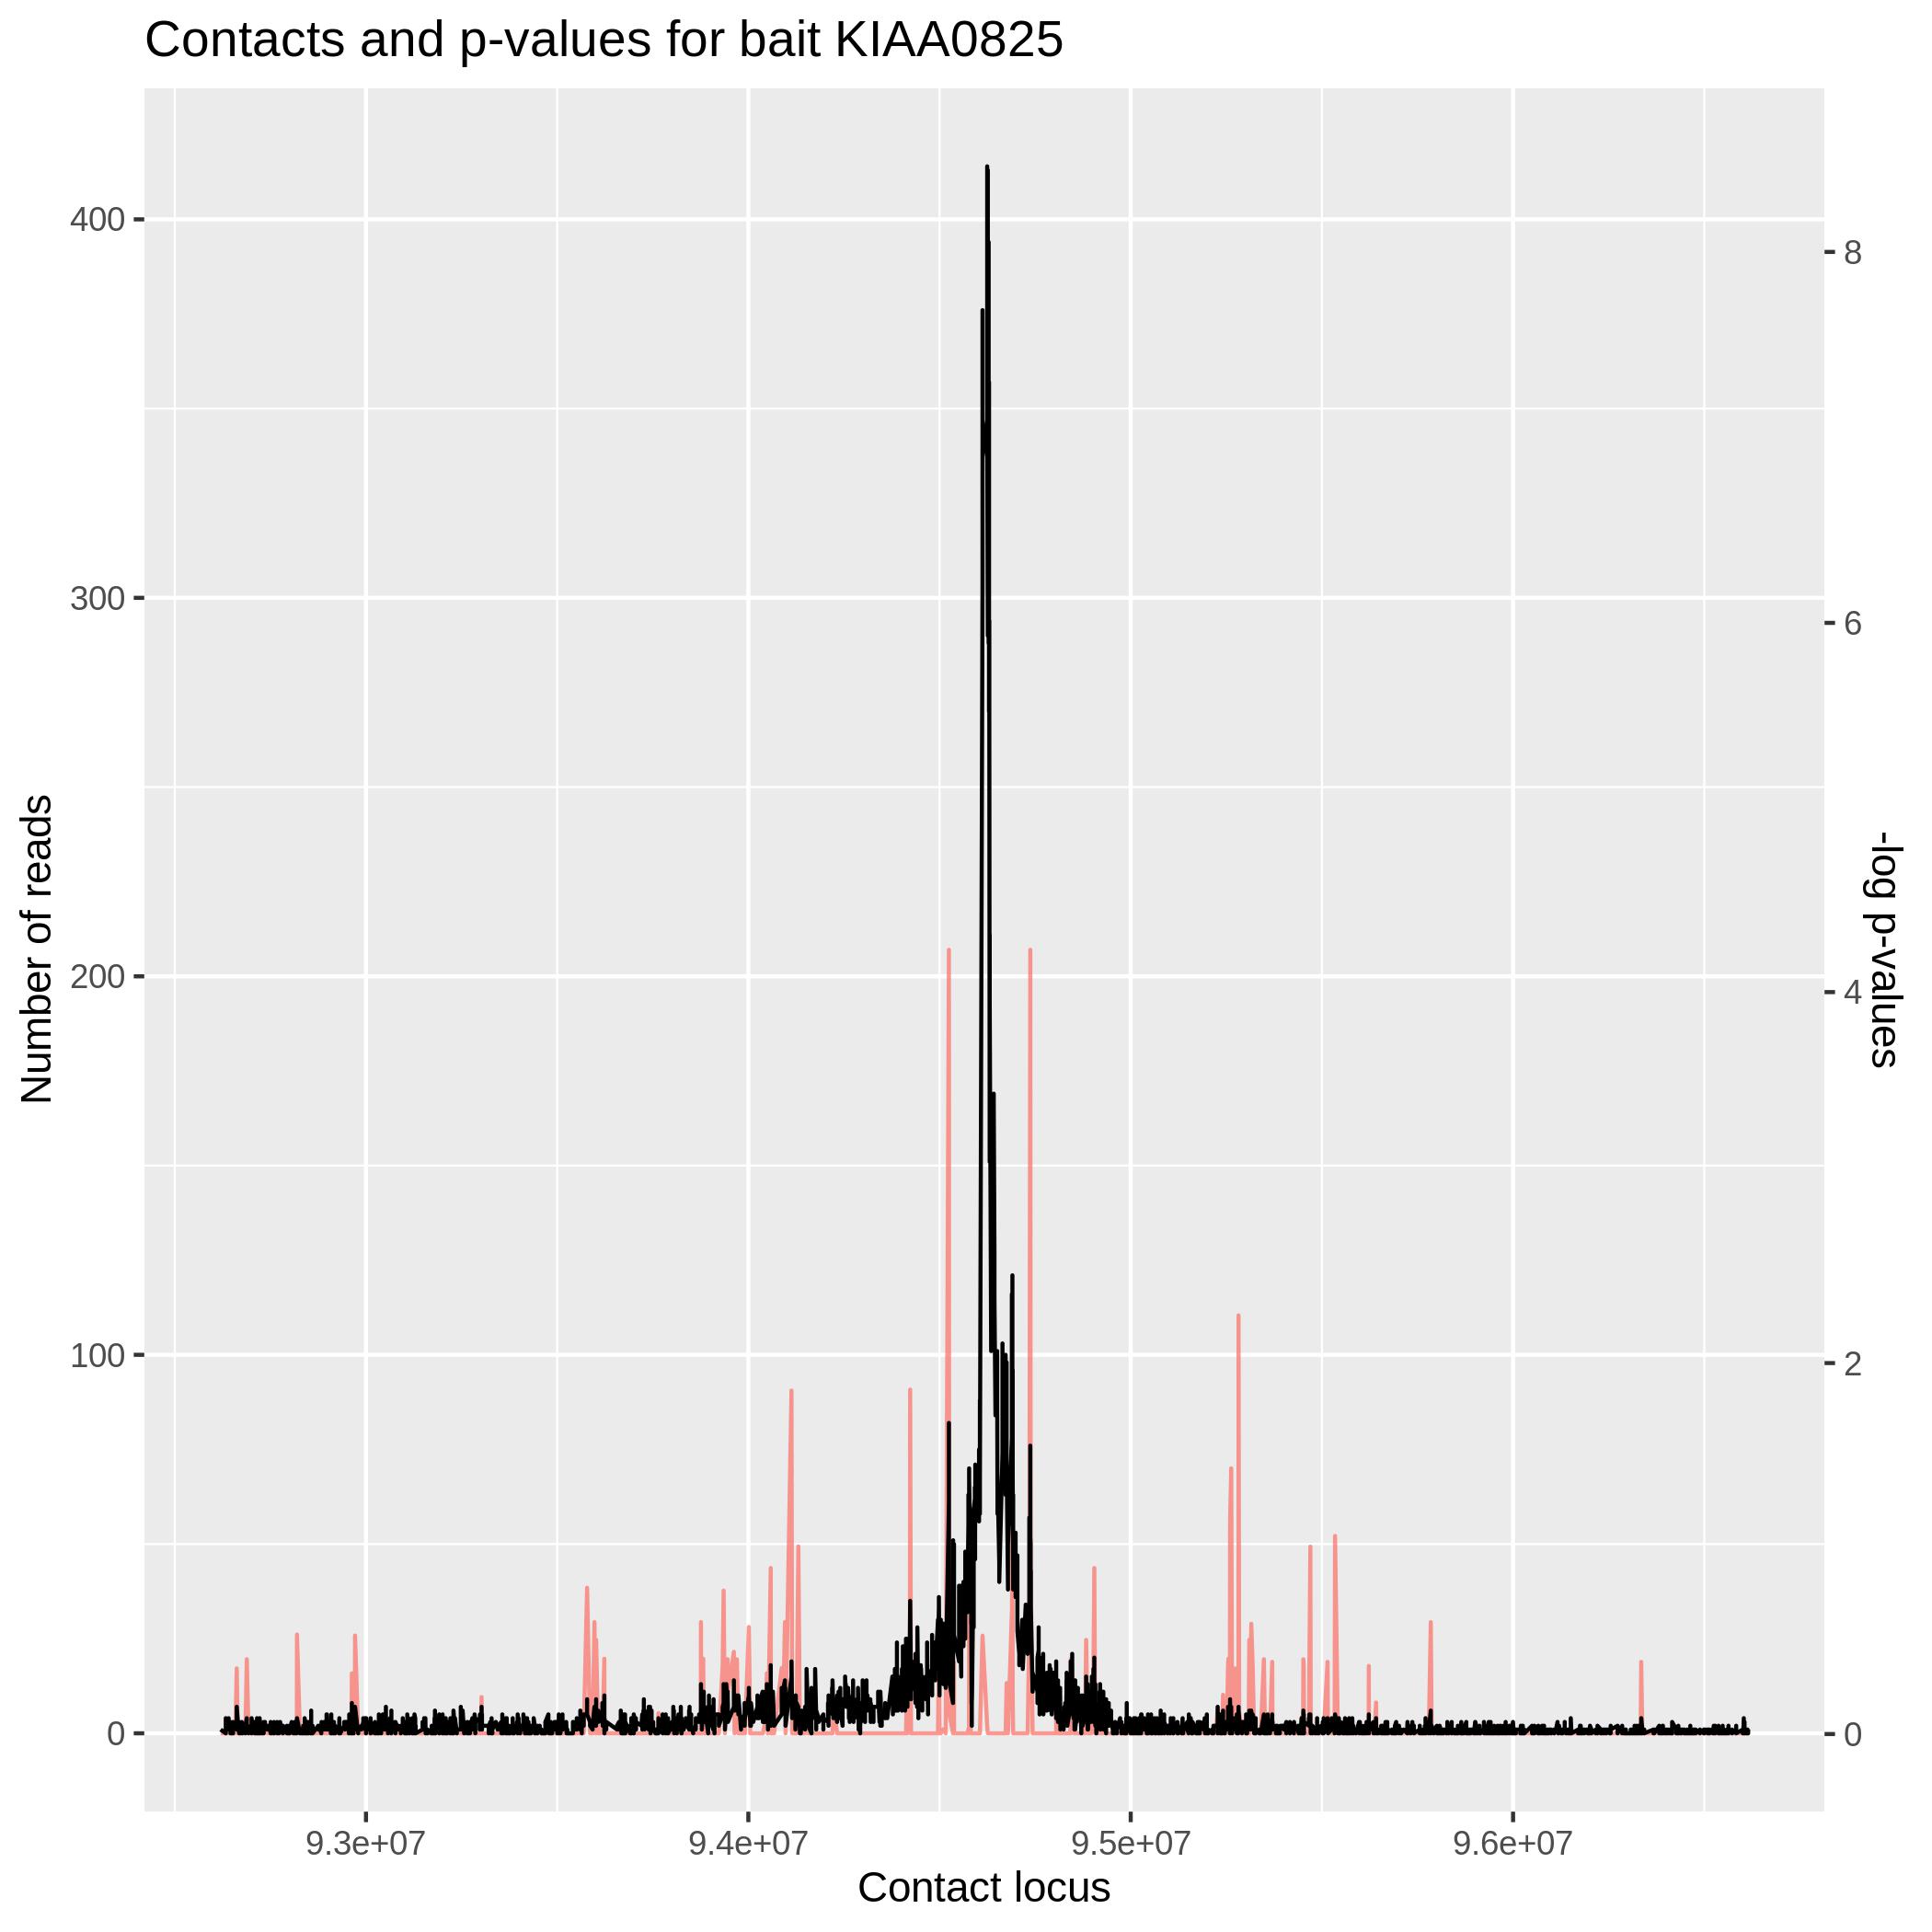 Contacts and p-values for bait KIAA0825
400
300
200
100
0
8
6
4
2
0
Number of reads
-log p-values
9.3e+07
9.4e+07
9.5e+07
9.6e+07
Contact locus